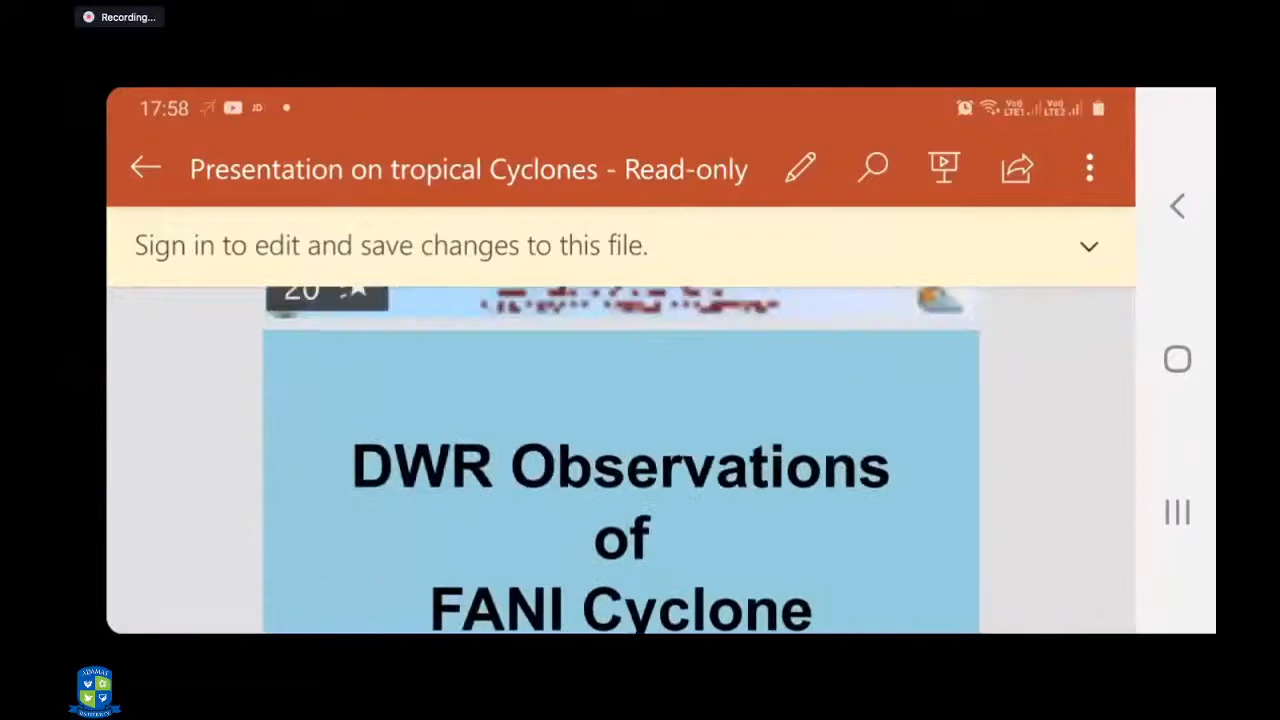 Recording...
17:58
Presentation on tropical Cyclones - Read-only
Sign in to edit and save changes to this file.
20
DWR Observations
of
FANI Cyclone